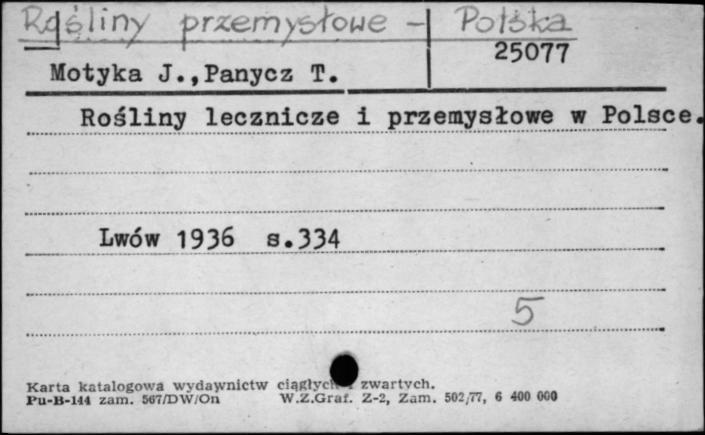 Rośliny przemysłowe - Polska
25077
Motyka J., Panycz T.
Rośliny lecznicze i przemysłowe w Polsce.
Lwów 1936 s.334
5
Karta katalogowa wydawnictw ciągłych i zwartych.
Pu-B-144 zam. 567/DW/On W.Z.Graf. Z-2, Zam. 502/77, 6 400 000